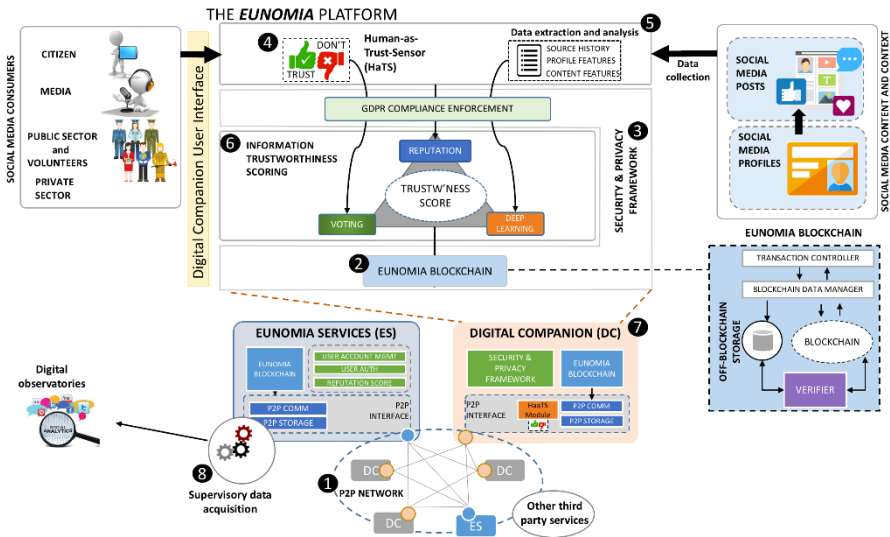 THE EUNOMIA PLATFORM
SOCIAL MEDIA CONSUMERS
CITIZEN
MEDIA
PUBLIC SECTOR
and
VOLUNTEERS
PRIVATE
SECTOR
Digital Companion User Interface
4
TRUST
DON'T
Human-as-
Trust-Sensor
(HaTS)
Data extraction and analysis
5
SOURCE HISTORY
PROFILE FEATURES
CONTENT FEATURES
Data
collection
SOCIAL
MEDIA
POSTS
SOCIAL
MEDIA
PROFILES
SOCIAL MEDIA CONTENT AND CONTEXT
GDPR COMPLIANCE ENFORCEMENT
3
SECURITY & PRIVACY
FRAMEWORK
6
INFORMATION
TRUSTWORTHINESS
SCORING
REPUTATION
TRUSTW'NESS
SCORE
VOTING
DEEP
LEARNING
2
EUNOMIA BLOCKCHAIN
EUNOMIA BLOCKCHAIN
TRANSACTION CONTROLLER
BLOCKCHAIN DATA MANAGER
OFF-BLOCKCHAIN
STORAGE
BLOCKCHAIN
VERIFIER
EUNOMIA SERVICES (ES)
EUNOMIA
BLOCKCHAIN
USER ACCOUNT MGMT
USER AUTH
REPUTATION SCORE
P2P COMM
P2P STORAGE
P2P
INTERFACE
DIGITAL COMPANION (DC)
7
SECURITY &
PRIVACY
FRAMEWORK
EUNOMIA
BLOCKCHAIN
P2P
INTERFACE
HaaTS
Module
P2P COMM
P2P STORAGE
Digital
observatories
ANALYTICS
8
Supervisory data
acquisition
1
P2P NETWORK
DC
DC
DC
ES
Other third
party services